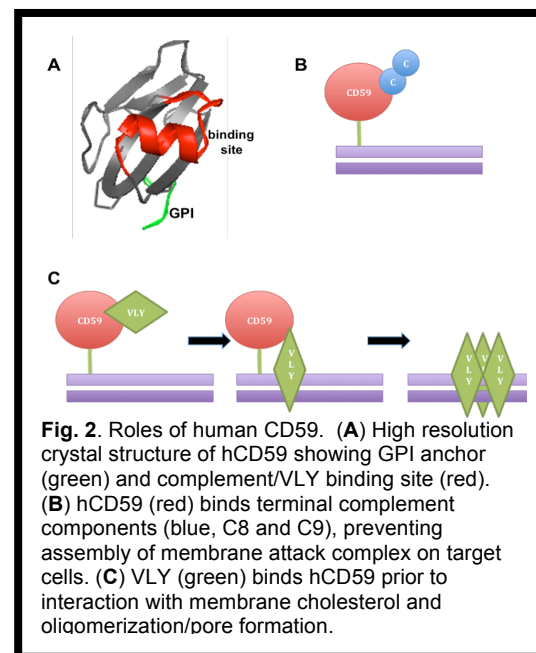 A
B
binding
site
GPI
CD59
C
C
C
CD59
VLY
CD59
V
L
Y
V
V
V
L
L
Y
Y
Fig. 2. Roles of human CD59. (A) High resolution
crystal structure of hCD59 showing GPI anchor
(green) and complement/VLY binding site (red).
(B) hCD59 (red) binds terminal complement
components (blue, C8 and C9), preventing
assembly of membrane attack complex on target
cells. (C) VLY (green) binds hCD59 prior to
interaction with membrane cholesterol and
oligomerization/pore formation.